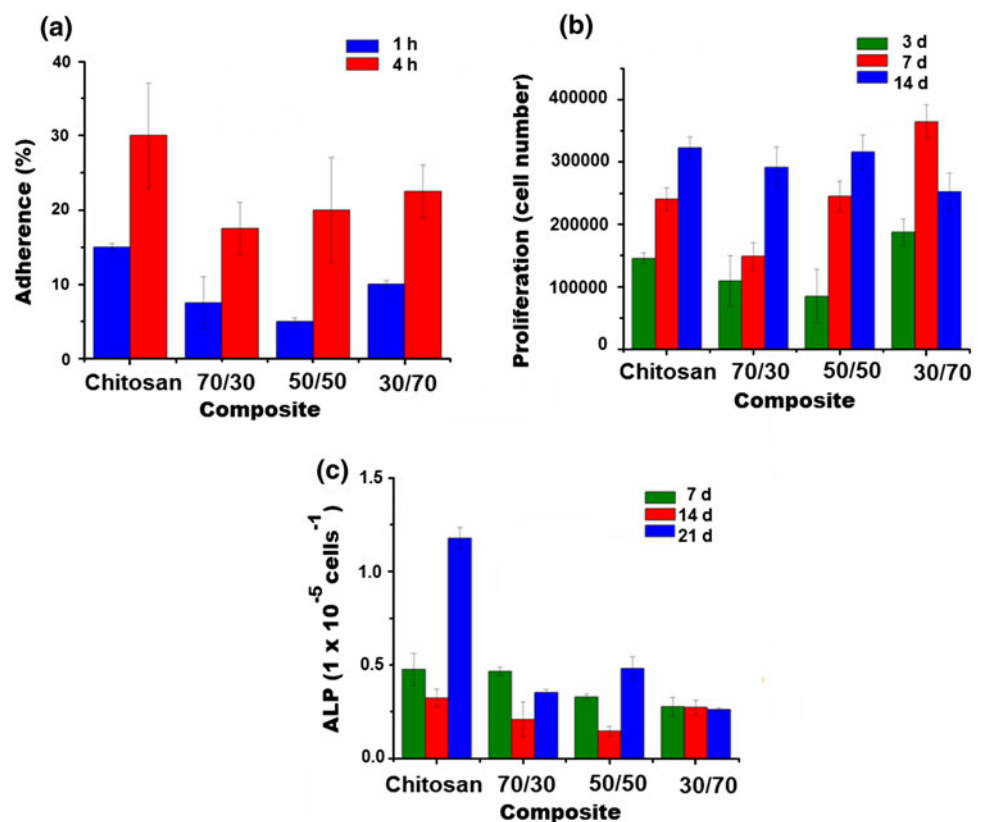 (a)
1 h
4 h
40
30
20
10
0
Adherence (%)
Chitosan 70/30 50/50 30/70
Composite
(b)
3 d
7 d
14 d
400000
300000
200000
100000
0
Proliferation (cell number)
Chitosan 70/30 50/50 30/70
Composite
(c)
7 d
14 d
21 d
1.5
1.0
0.5
0.0
ALP (1 x 10⁻⁵ cells⁻¹
Chitosan 70/30 50/50 30/70
Composite